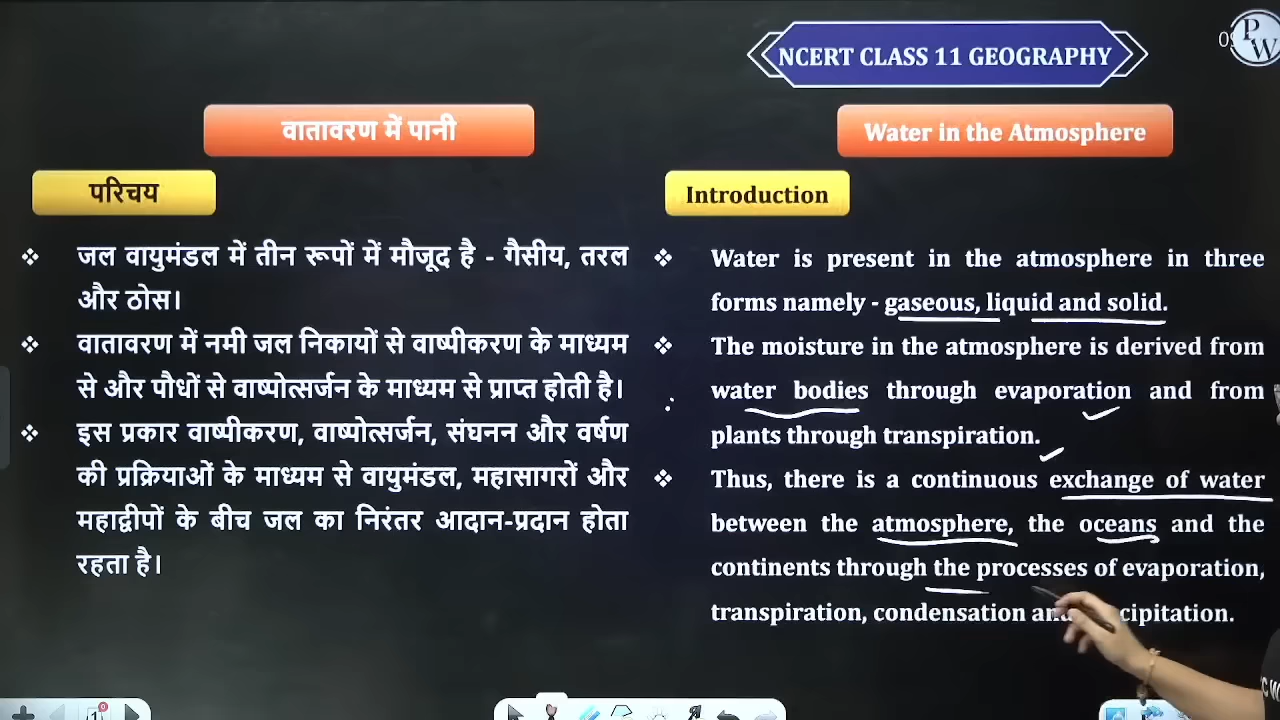 NCERT CLASS 11 GEOGRAPHY
PW
वातावरण में पानी
परिचय
जल वायुमंडल में तीन रूपों में मौजूद है - गैसीय, तरल
और ठोस।
वातावरण में नमी जल निकायों से वाष्पीकरण के माध्यम
से और पौधों से वाष्पोत्सर्जन के माध्यम से प्राप्त होती है।
इस प्रकार वाष्पीकरण, वाष्पोत्सर्जन, संघनन और वर्षण
की प्रक्रियाओं के माध्यम से वायुमंडल, महासागरों और
महाद्वीपों के बीच जल का निरंतर आदान-प्रदान होता
रहता है।
Water in the Atmosphere
Introduction
Water is present in the atmosphere in three
forms namely - gaseous, liquid and solid.
The moisture in the atmosphere is derived from
water bodies through evaporation and from
plants through transpiration.
Thus, there is a continuous exchange of water
between the atmosphere, the oceans and the
continents through the processes of evaporation,
transpiration, condensation